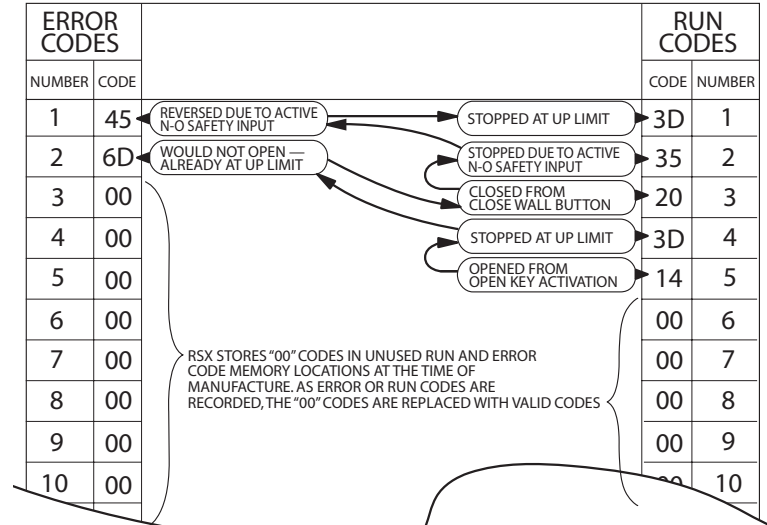 ERROR
CODES
RUN
CODES
NUMBER CODE
CODE NUMBER
1 45 REVERSED DUE TO ACTIVE
N-O SAFETY INPUT
STOPPED AT UP LIMIT 3D 1
2 6D WOULD NOT OPEN —
ALREADY AT UP LIMIT
STOPPED DUE TO ACTIVE
N-O SAFETY INPUT
35 2
3 00
CLOSED FROM
CLOSE WALL BUTTON
20 3
4 00
STOPPED AT UP LIMIT 3D 4
5 00
OPENED FROM
OPEN KEY ACTIVATION
14 5
6 00
00 6
7 00
RSX STORES "00" CODES IN UNUSED RUN AND ERROR
CODE MEMORY LOCATIONS AT THE TIME OF
MANUFACTURE. AS ERROR OR RUN CODES ARE
RECORDED, THE "00" CODES ARE REPLACED WITH VALID CODES
00 7
8 00
00 8
9 00
00 9
10 00
00 10